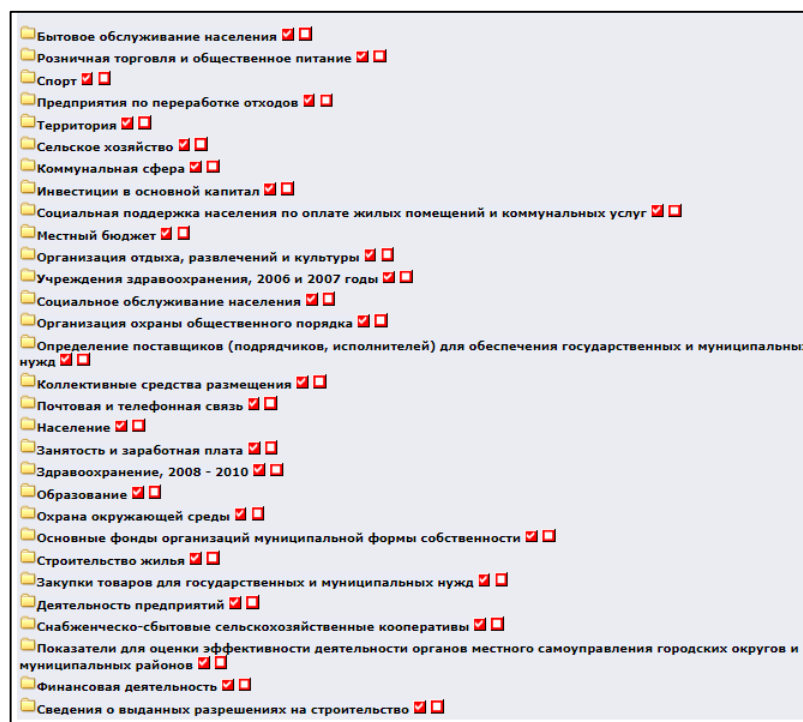 Бытовое обслуживание населения
Розничная торговля и общественное питание
Спорт
Предприятия по переработке отходов
Территория
Сельское хозяйство
Коммунальная сфера
Инвестиции в основной капитал
Социальная поддержка населения по оплате жилых помещений и коммунальных услуг
Местный бюджет
Организация отдыха, развлечений и культуры
Учреждения здравоохранения, 2006 и 2007 годы
Социальное обслуживание населения
Организация охраны общественного порядка
Определение поставщиков (подрядчиков, исполнителей) для обеспечения государственных и муниципальных
нужд
Коллективные средства размещения
Почтовая и телефонная связь
Население
Занятость и заработная плата
Здравоохранение, 2008 - 2010
Образование
Охрана окружающей среды
Основные фонды организаций муниципальной формы собственности
Строительство жилья
Закупки товаров для государственных и муниципальных нужд
Деятельность предприятий
Снабженческо-сбытовые сельскохозяйственные кооперативы
Показатели для оценки эффективности деятельности органов местного самоуправления городских округов и
муниципальных районов
Финансовая деятельность
Сведения о выданных разрешениях на строительство